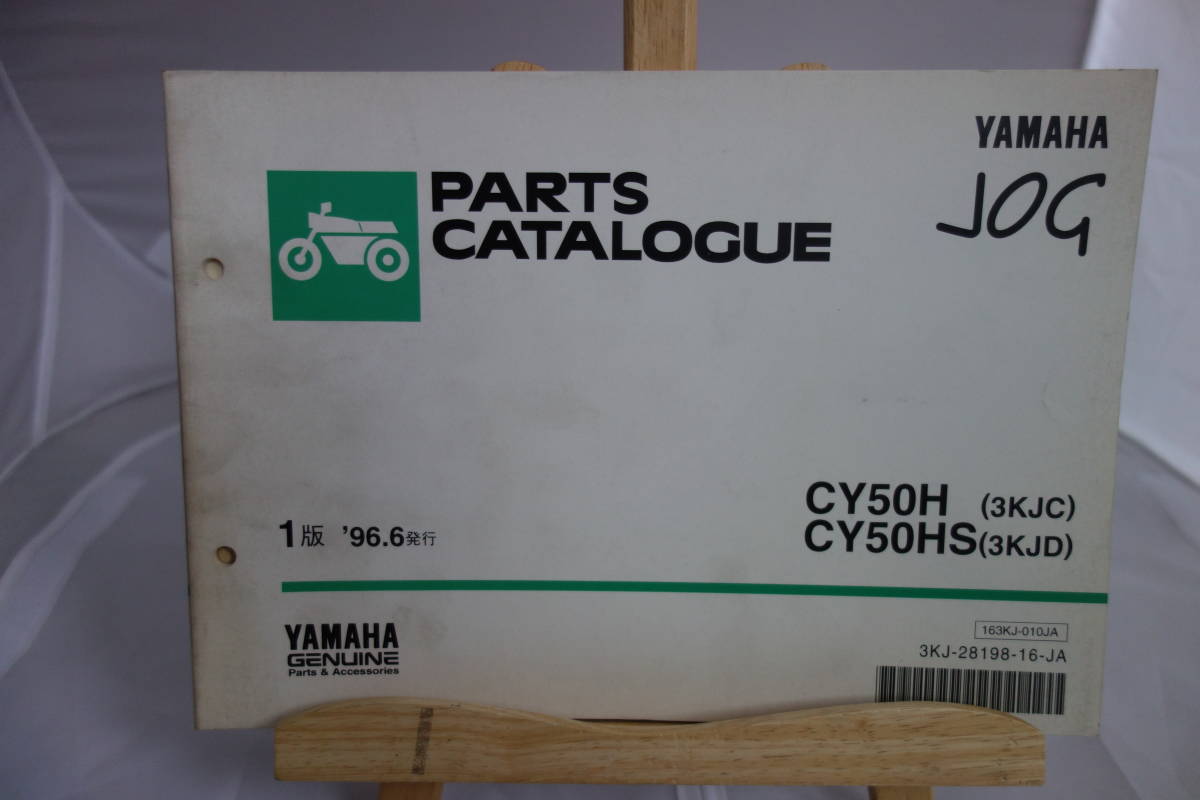 YAMAHA
JOG
PARTS
CATALOGUE
CY50H (3KJC)
CY50HS(3KJD)
1版 '96.6発行
YAMAHA
GENUINE
Parts & Accessories
163KJ-010JA
3KJ-28198-16-JA